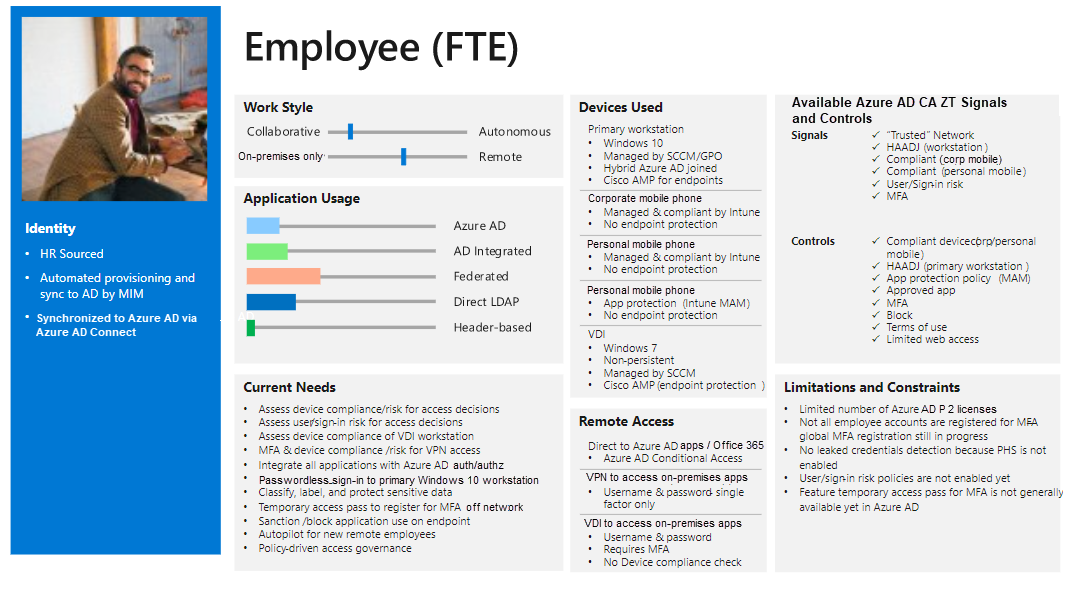 Employee (FTE)
Identity
• HR Sourced
• Automated provisioning and
sync to AD by MIM
• Synchronized to Azure AD via
Azure AD Connect
Work Style
Collaborative Autonomous
On-premises only Remote
Application Usage
Azure AD
AD Integrated
Federated
Direct LDAP
Header-based
Current Needs
• Assess device compliance/risk for access decisions
• Assess user/sign-in risk for access decisions
• Assess device compliance of VDI workstation
• MFA & device compliance /risk for VPN access
• Integrate all applications with Azure AD auth/authz
• Passwordless sign-in to primary Windows 10 workstation
• Classify, label, and protect sensitive data
• Temporary access pass to register for MFA off network
• Sanction /block application use on endpoint
• Autopilot for new remote employees
• Policy-driven access governance
Devices Used
Primary workstation
• Windows 10
• Managed by SCCM/GPO
• Hybrid Azure AD joined
• Cisco AMP for endpoints
Corporate mobile phone
• Managed & compliant by Intune
• No endpoint protection
Personal mobile phone
• Managed & compliant by Intune
• No endpoint protection
Personal mobile phone
• App protection (Intune MAM)
• No endpoint protection
VDI
• Windows 7
• Non-persistent
• Managed by SCCM
• Cisco AMP (endpoint protection )
Remote Access
Direct to Azure AD apps / Office 365
• Azure AD Conditional Access
VPN to access on-premises apps
• Username & password- single
factor only
VDI to access on-premises apps
• Username & password
• Requires MFA
• No Device compliance check
Available Azure AD CA ZT Signals
and Controls
Signals ✓ “Trusted” Network
✓ HAADJ (workstation )
✓ Compliant (corp mobile)
✓ Compliant (personal mobile)
✓ User/Sign-in risk
✓ MFA
Controls ✓ Compliant device(corp/personal
mobile)
✓ HAADJ (primary workstation )
✓ App protection policy (MAM)
✓ Approved app
✓ MFA
✓ Block
✓ Terms of use
✓ Limited web access
Limitations and Constraints
• Limited number of Azure AD P 2 licenses
• Not all employee accounts are registered for MFA
global MFA registration still in progress
• No leaked credentials detection because PHS is not
enabled
• User/sign-in risk policies are not enabled yet
• Feature temporary access pass for MFA is not generally
available yet in Azure AD